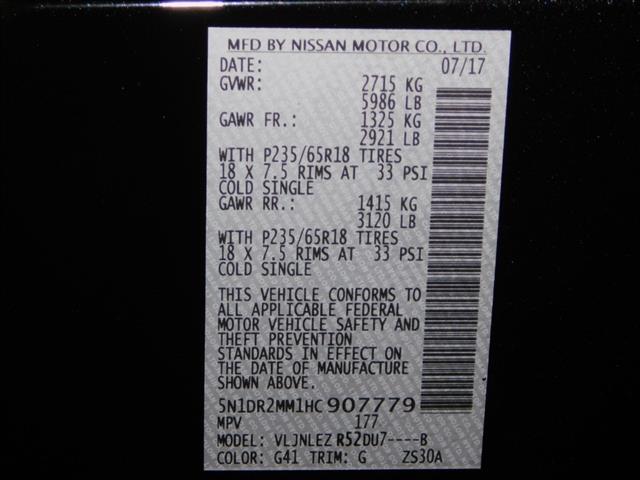 MFD BY NISSAN MOTOR CO., LTD.
DATE: 07/17
GVWR: 2715 KG
5986 LB
GAWR FR.: 1325 KG
2921 LB
WITH P235/65R18 TIRES
18 X 7.5 RIMS AT 33 PSI
COLD SINGLE
GAWR RR.: 1415 KG
3120 LB
WITH P235/65R18 TIRES
18 X 7.5 RIMS AT 33 PSI
COLD SINGLE
THIS VEHICLE CONFORMS TO
ALL APPLICABLE FEDERAL
MOTOR VEHICLE SAFETY AND
THEFT PREVENTION
STANDARDS IN EFFECT ON
THE DATE OF MANUFACTURE
SHOWN ABOVE.
5N1DR2MM1HC907779
MPV 177
MODEL: VLJNLEZ R52DU7----B
COLOR: G41 TRIM: G ZS30A